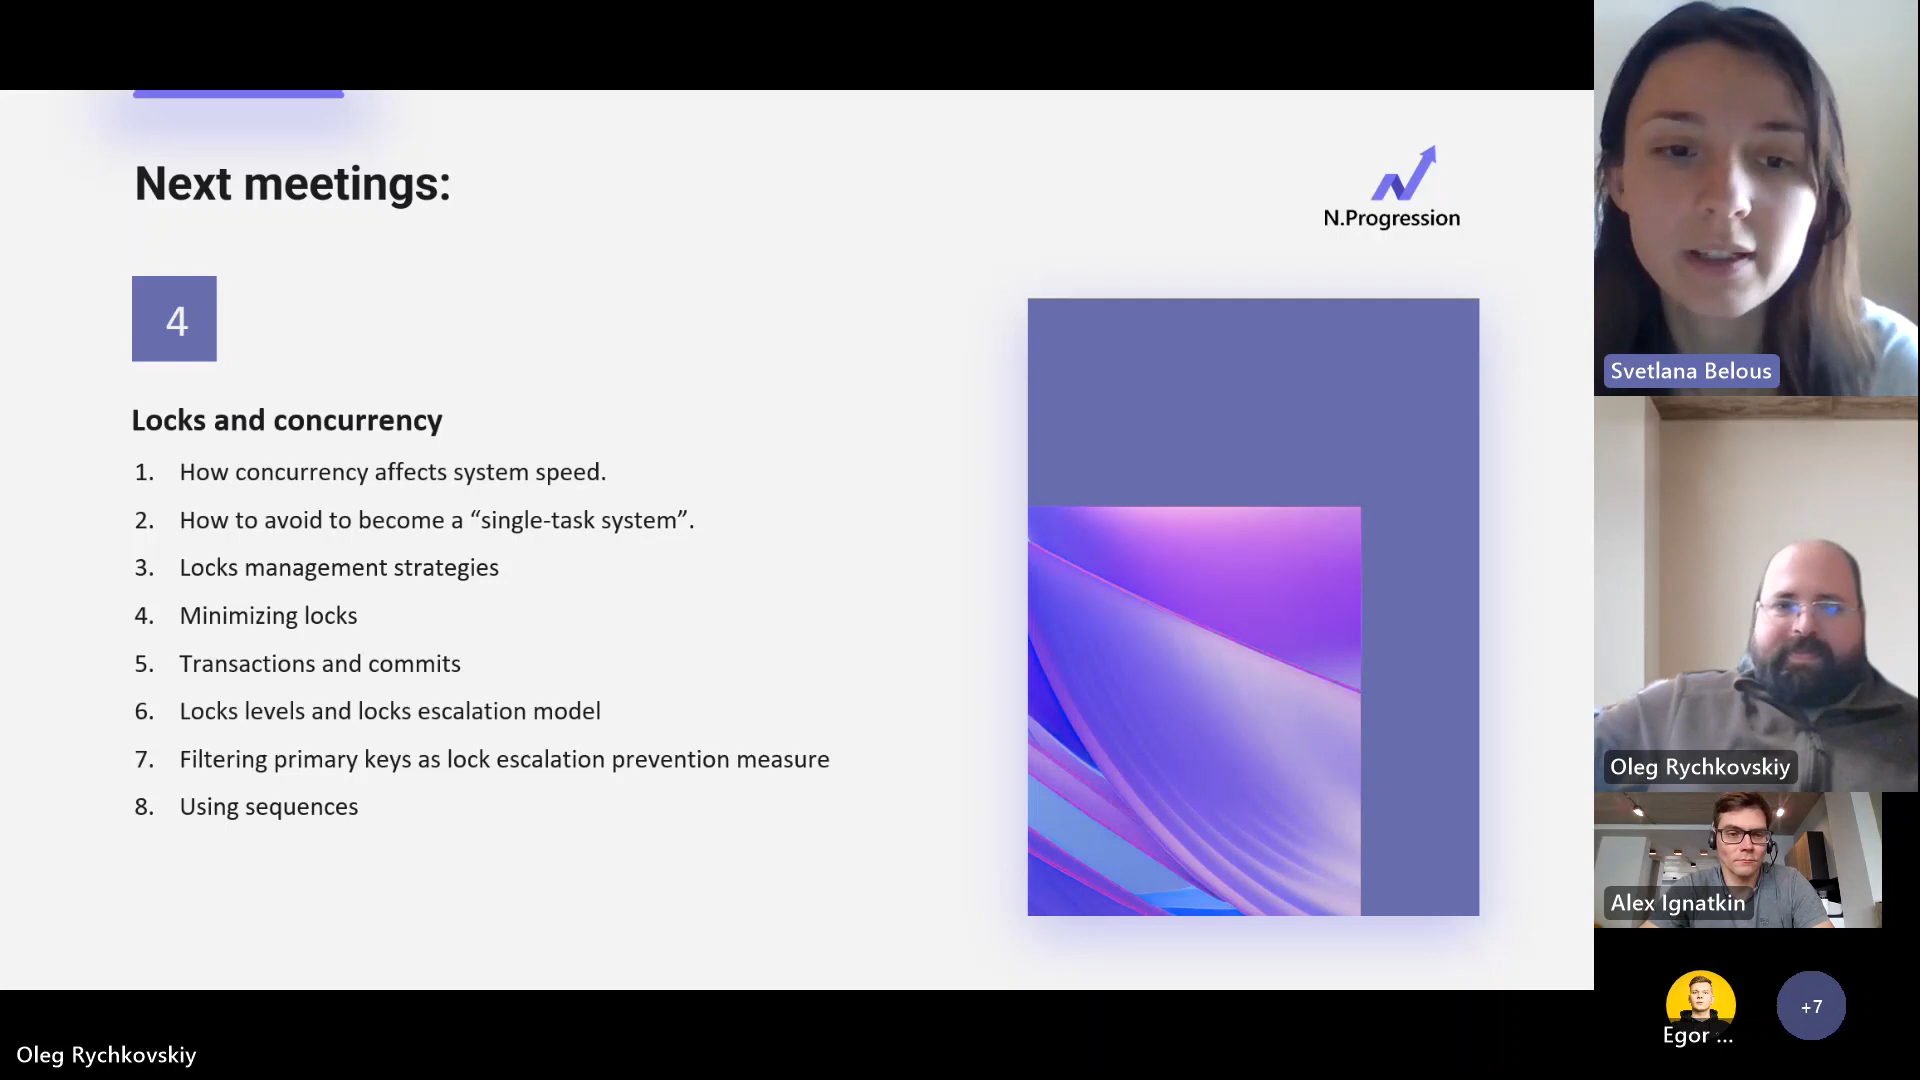 Next meetings:
N.Progression
4
Locks and concurrency
1. How concurrency affects system speed.
2. How to avoid to become a “single-task system”.
3. Locks management strategies
4. Minimizing locks
5. Transactions and commits
6. Locks levels and locks escalation model
7. Filtering primary keys as lock escalation prevention measure
8. Using sequences
Svetlana Belous
Oleg Rychkovskiy
Alex Ignatkin
Egor ...
+7
Oleg Rychkovskiy